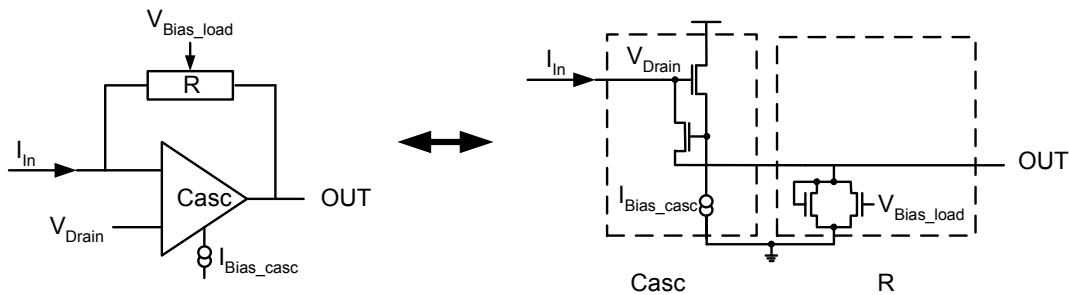 V_Bias_load
R
I_In
Casc
OUT
V_Drain
I_Bias_casc
I_In
V_Drain
OUT
I_Bias_casc
V_Bias_load
Casc
R